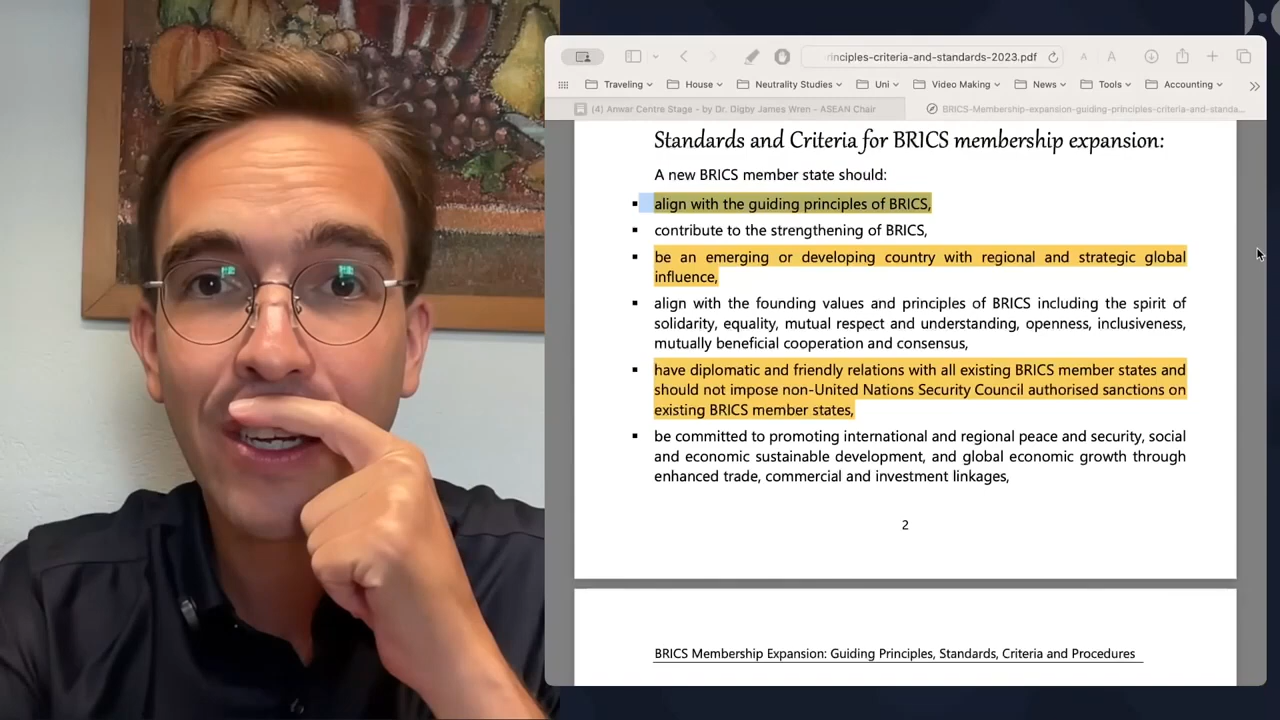 rinciples-criteria-and-standards-2023.pdf
A A
Traveling House Neutrality Studies Uni Video Making News Tools Accounting
(4) Anwar Centre Stage - by Dr. Digby James Wren - ASEAN Chair BRICS-Membership-expansion-guiding-principles-criteria-and-standa...
Standards and Criteria for BRICS membership expansion:
A new BRICS member state should:
▪ align with the guiding principles of BRICS,
▪ contribute to the strengthening of BRICS,
▪ be an emerging or developing country with regional and strategic global
influence,
▪ align with the founding values and principles of BRICS including the spirit of
solidarity, equality, mutual respect and understanding, openness, inclusiveness,
mutually beneficial cooperation and consensus,
▪ have diplomatic and friendly relations with all existing BRICS member states and
should not impose non-United Nations Security Council authorised sanctions on
existing BRICS member states,
▪ be committed to promoting international and regional peace and security, social
and economic sustainable development, and global economic growth through
enhanced trade, commercial and investment linkages,
2
BRICS Membership Expansion: Guiding Principles, Standards, Criteria and Procedures